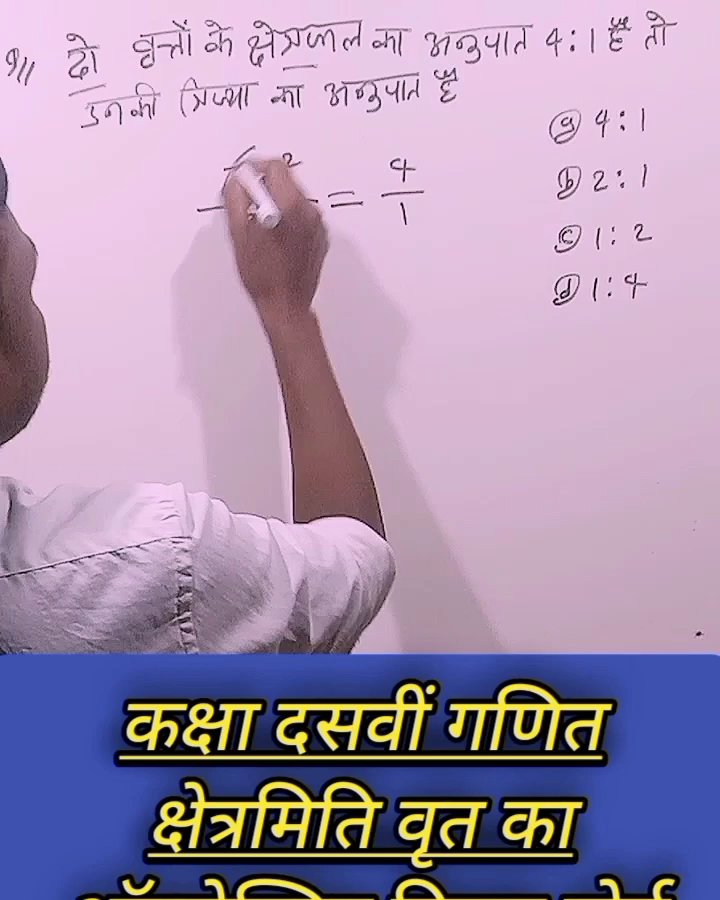 9// दो वृत्तों के क्षेत्रफल का अनुपात 4:1 हैं तो
उनकी त्रिज्या का अनुपात हैं
ⓐ 4:1
ⓑ 2:1
ⓒ 1:2
ⓓ 1:4
2 = 4/1
कक्षा दसवीं गणित
क्षेत्रमिति वृत का